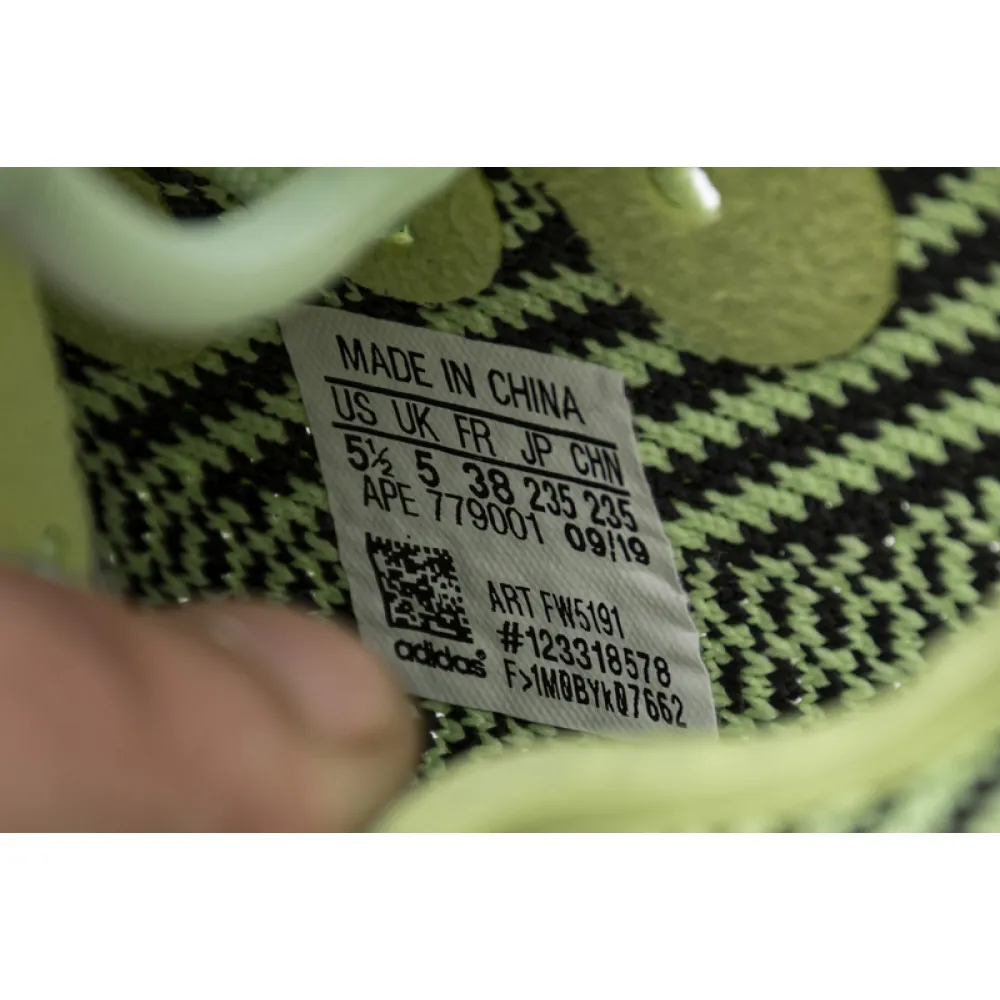 MADE IN CHINA
US UK FR JP CHN
5½ 5 38 235 235
APE 779001 09/19
ART FW5191
#123318578
adidas®
F>1M0BYk07662